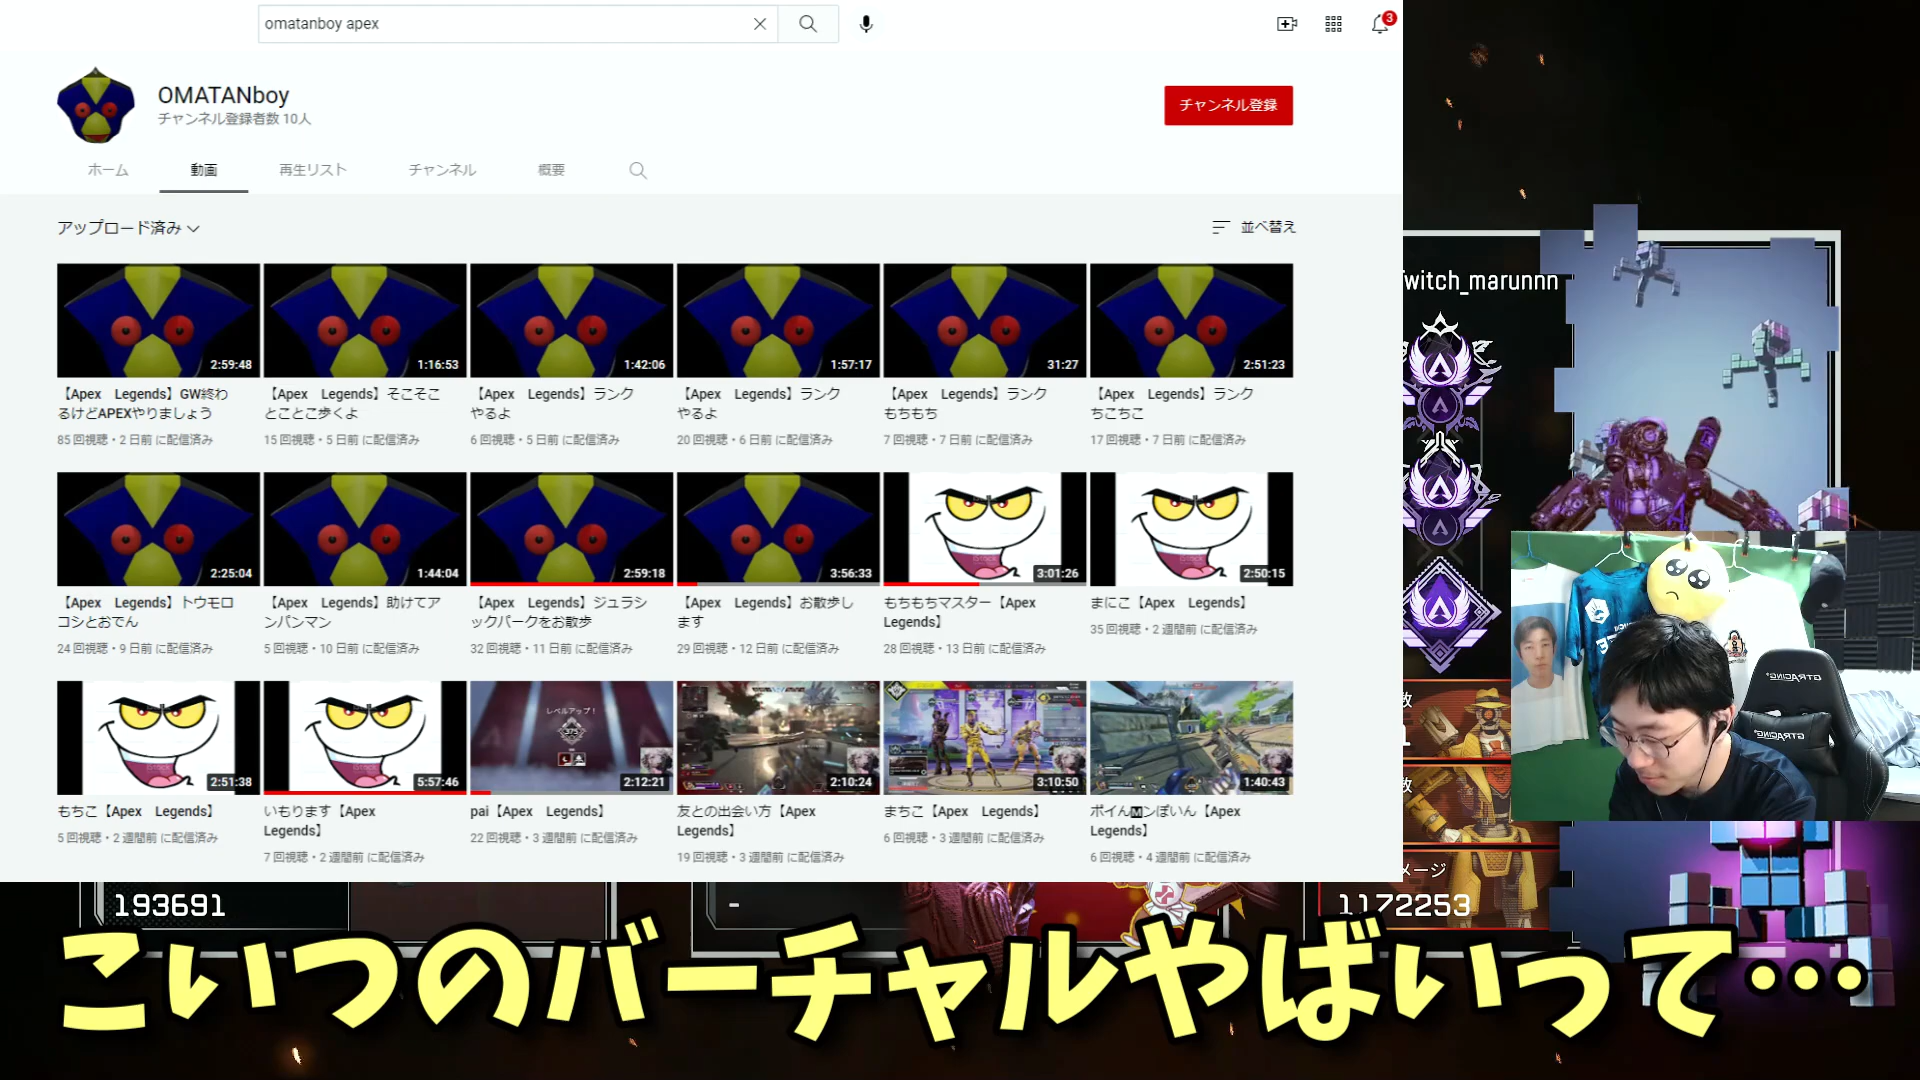 omatanboy apex
3
OMATANboy
チャンネル登録者数 10人
チャンネル登録
ホーム 動画 再生リスト チャンネル 概要
アップロード済み 並べ替え
2:59:48 1:16:53 1:42:06 1:57:17 31:27 2:51:23
【Apex　Legends】GW終わるけどAPEXやりましょう
85 回視聴・2 日前 に配信済み
【Apex　Legends】そこそことことこ歩くよ
15 回視聴・5 日前 に配信済み
【Apex　Legends】ランクやるよ
6 回視聴・5 日前 に配信済み
【Apex　Legends】ランクやるよ
20 回視聴・6 日前 に配信済み
【Apex　Legends】ランクもちもち
7 回視聴・7 日前 に配信済み
【Apex　Legends】ランクちこちこ
17 回視聴・7 日前 に配信済み
2:25:04 1:44:04 2:59:18 3:56:33 3:01:26 2:50:15
【Apex　Legends】トウモロコシとおでん
24 回視聴・9 日前 に配信済み
【Apex　Legends】助けてアンパンマン
5 回視聴・10 日前 に配信済み
【Apex　Legends】ジュラシックパークをお散歩
32 回視聴・11 日前 に配信済み
【Apex　Legends】お散歩します
29 回視聴・12 日前 に配信済み
もちもちマスター【Apex　Legends】
28 回視聴・13 日前 に配信済み
まにこ【Apex　Legends】
35 回視聴・2 週間前 に配信済み
レベルアップ！
375
2:51:38 5:57:46 2:12:21 2:10:24 3:10:50 1:40:43
もちこ【Apex　Legends】
5 回視聴・2 週間前 に配信済み
いもります【Apex　Legends】
7 回視聴・2 週間前 に配信済み
pai【Apex　Legends】
22 回視聴・3 週間前 に配信済み
友との出会い方【Apex　Legends】
19 回視聴・3 週間前 に配信済み
まちこ【Apex　Legends】
6 回視聴・3 週間前 に配信済み
ポイんⓂンぽいん【Apex　Legends】
6 回視聴・4 週間前 に配信済み
witch_marunnn
数
数
メージ
GTRACING
GTRACING
193691 - 1172253
こいつのバーチャルやばいって…